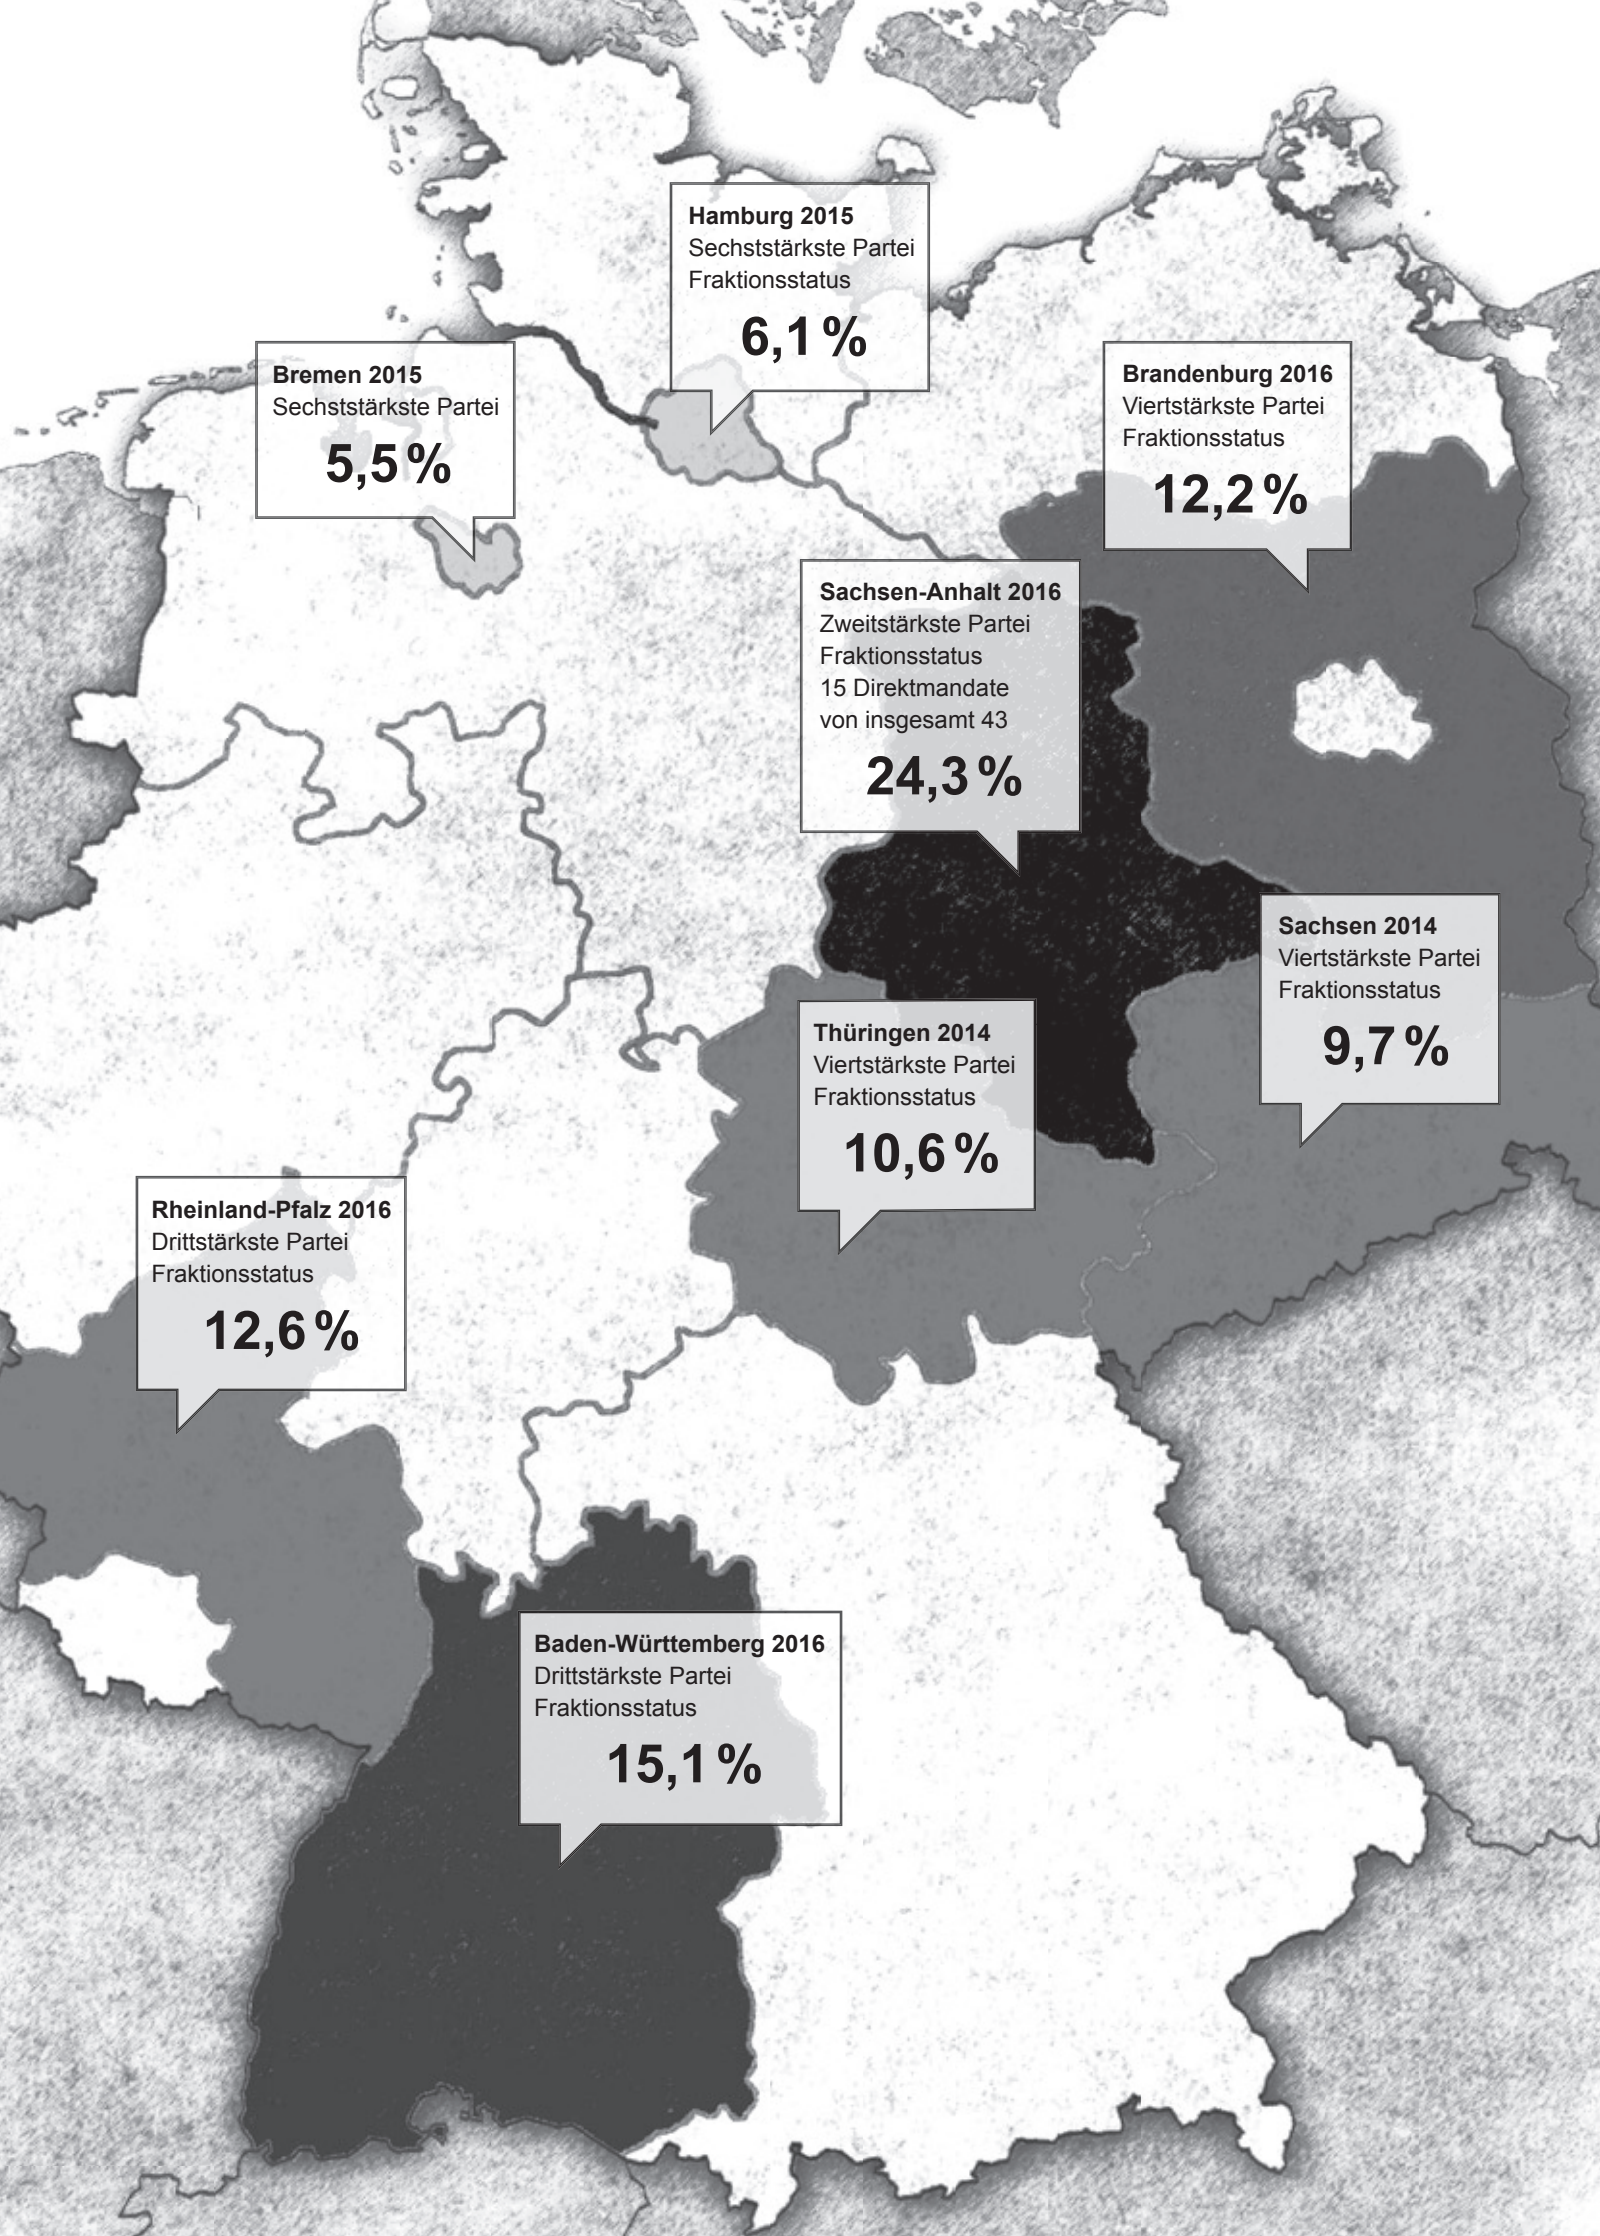 Hamburg 2015
Sechststärkste Partei
Fraktionsstatus
6,1 %
Bremen 2015
Sechststärkste Partei
5,5 %
Brandenburg 2016
Viertstärkste Partei
Fraktionsstatus
12,2 %
Sachsen-Anhalt 2016
Zweitstärkste Partei
Fraktionsstatus
15 Direktmandate
von insgesamt 43
24,3 %
Sachsen 2014
Viertstärkste Partei
Fraktionsstatus
9,7 %
Thüringen 2014
Viertstärkste Partei
Fraktionsstatus
10,6 %
Rheinland-Pfalz 2016
Drittstärkste Partei
Fraktionsstatus
12,6 %
Baden-Württemberg 2016
Drittstärkste Partei
Fraktionsstatus
15,1 %